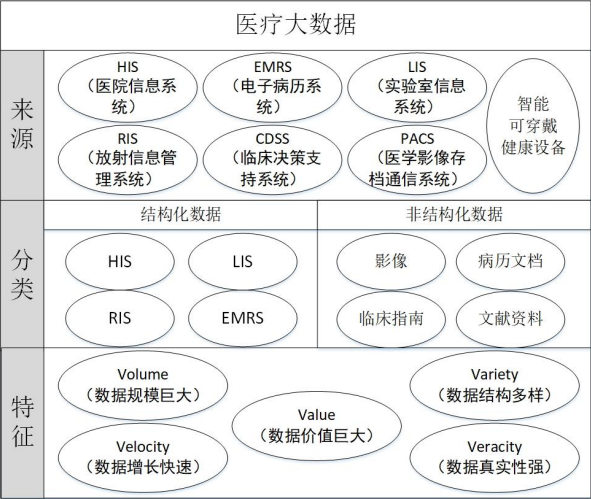 医疗大数据
来源
HIS
(医院信息系
统)
EMRS
(电子病历系
统)
LIS
(实验室信息
系统)
智能
可穿戴
健康设备
RIS
(放射信息管
理系统)
CDSS
(临床决策支
持系统)
PACS
(医学影像存
档通信系统)
分类
结构化数据
非结构化数据
HIS
LIS
影像
病历文档
RIS
EMRS
临床指南
文献资料
特征
Volume
(数据规模巨大)
Variety
(数据结构多样)
Value
(数据价值巨大)
Velocity
(数据增长快速)
Veracity
(数据真实性强)